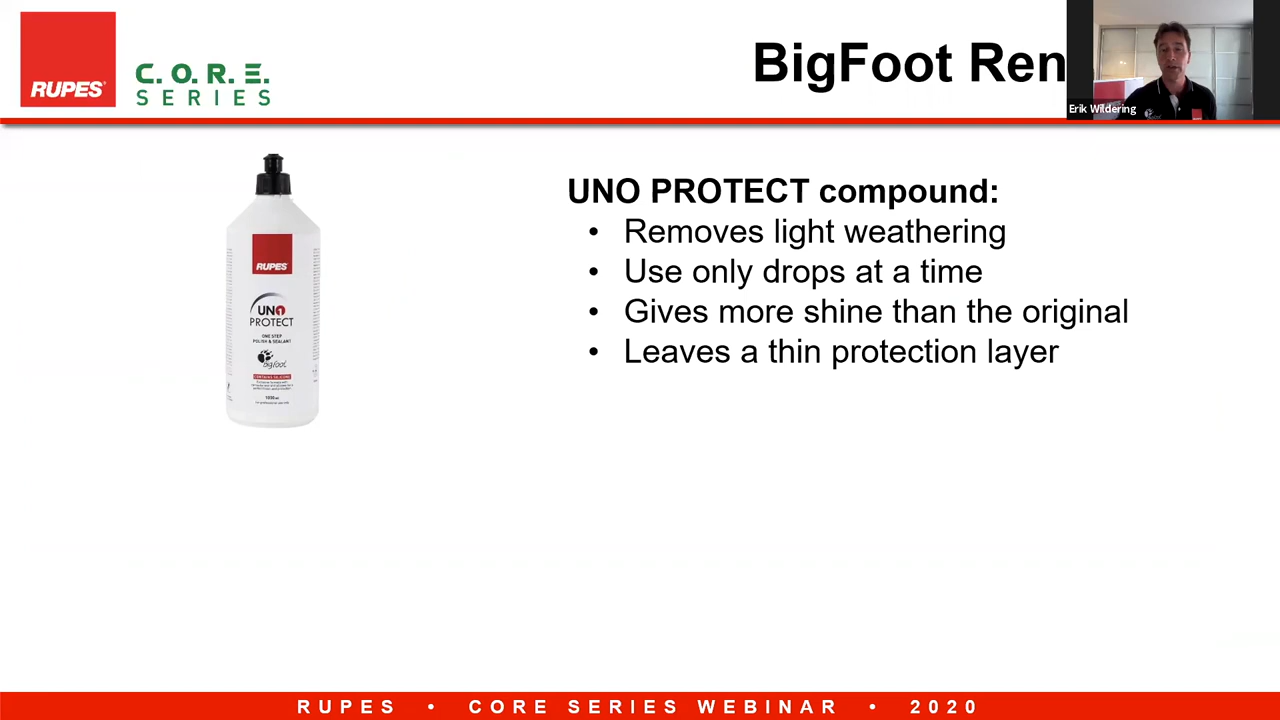 RUPES
C.O.R.E.
SERIES
BigFoot Ren
Erik Wildering
UNO PROTECT compound:
• Removes light weathering
• Use only drops at a time
• Gives more shine than the original
• Leaves a thin protection layer
RUPES
UNO
PROTECT
ONE STEP
POLISH & SEALANT
BigFoot
CONTAINS SILICONE
RUPES • CORE SERIES WEBINAR • 2020